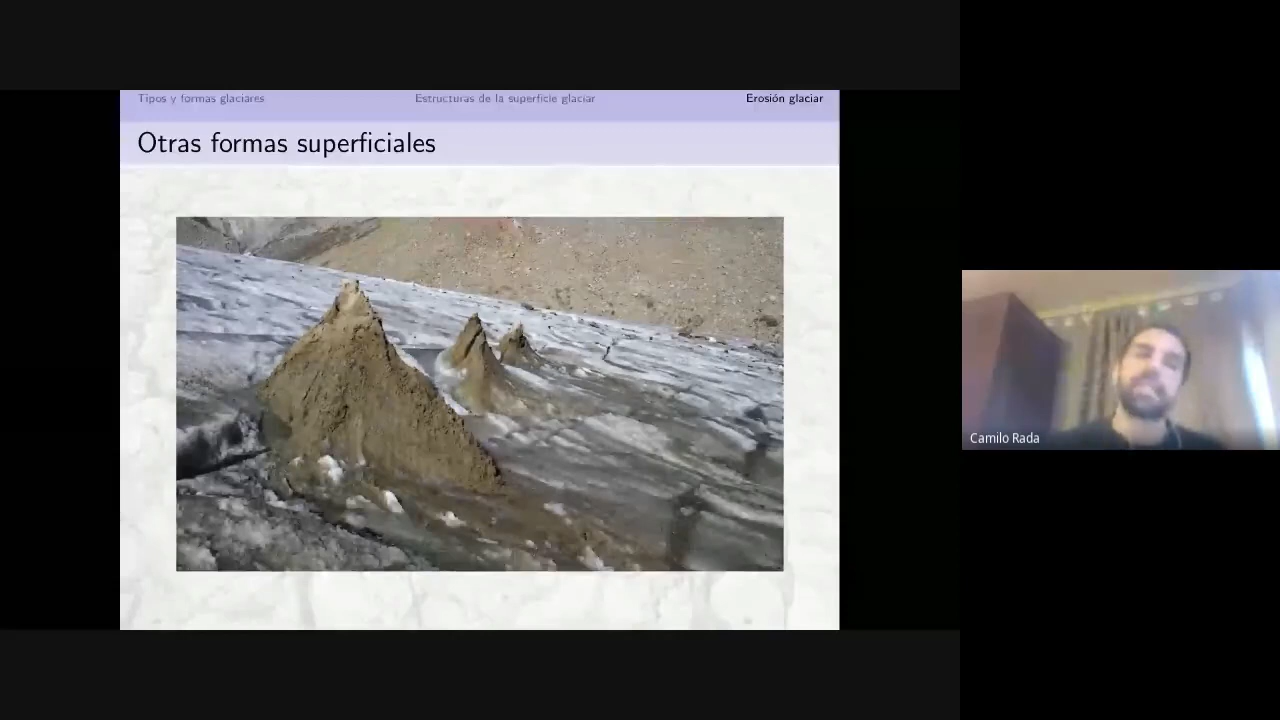 Tipos y formas glaciares
Estructuras de la superficie glaciar
Erosión glaciar
Otras formas superficiales
Camilo Rada